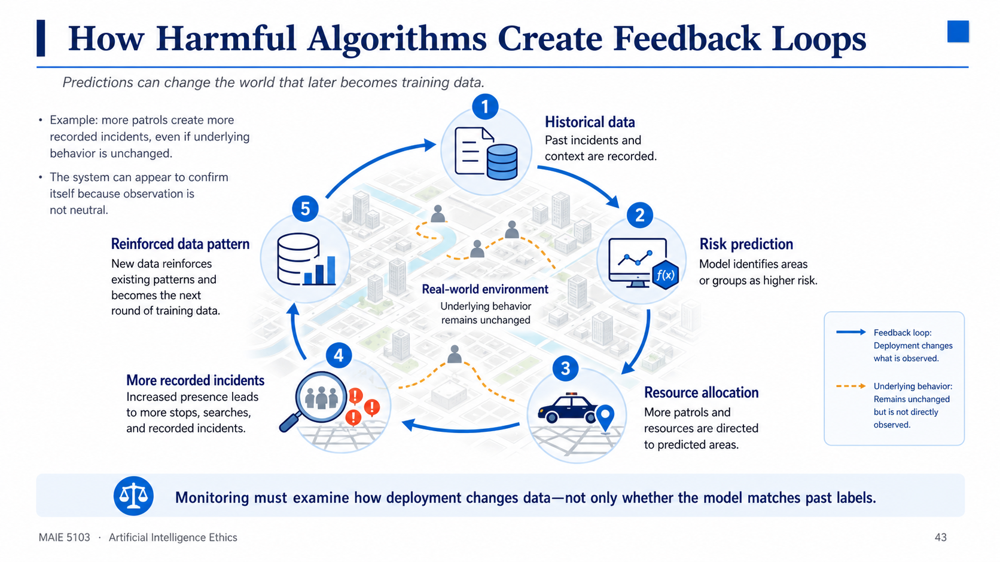 How Harmful Algorithms Create Feedback Loops
Predictions can change the world that later becomes training data.
• Example: more patrols create more
recorded incidents, even if underlying
behavior is unchanged.
• The system can appear to confirm
itself because observation is
not neutral.
1
Historical data
Past incidents and
context are recorded.
2
Risk prediction
Model identifies areas
or groups as higher risk.
f(x)
3
Resource allocation
More patrols and
resources are directed
to predicted areas.
4
More recorded incidents
Increased presence leads
to more stops, searches,
and recorded incidents.
!
!
!
5
Reinforced data pattern
New data reinforces
existing patterns and
becomes the next
round of training data.
Real-world environment
Underlying behavior
remains unchanged
Feedback loop:
Deployment changes
what is observed.
Underlying behavior:
Remains unchanged
but is not directly
observed.
Monitoring must examine how deployment changes data—not only whether the model matches past labels.
MAIE 5103 · Artificial Intelligence Ethics
43